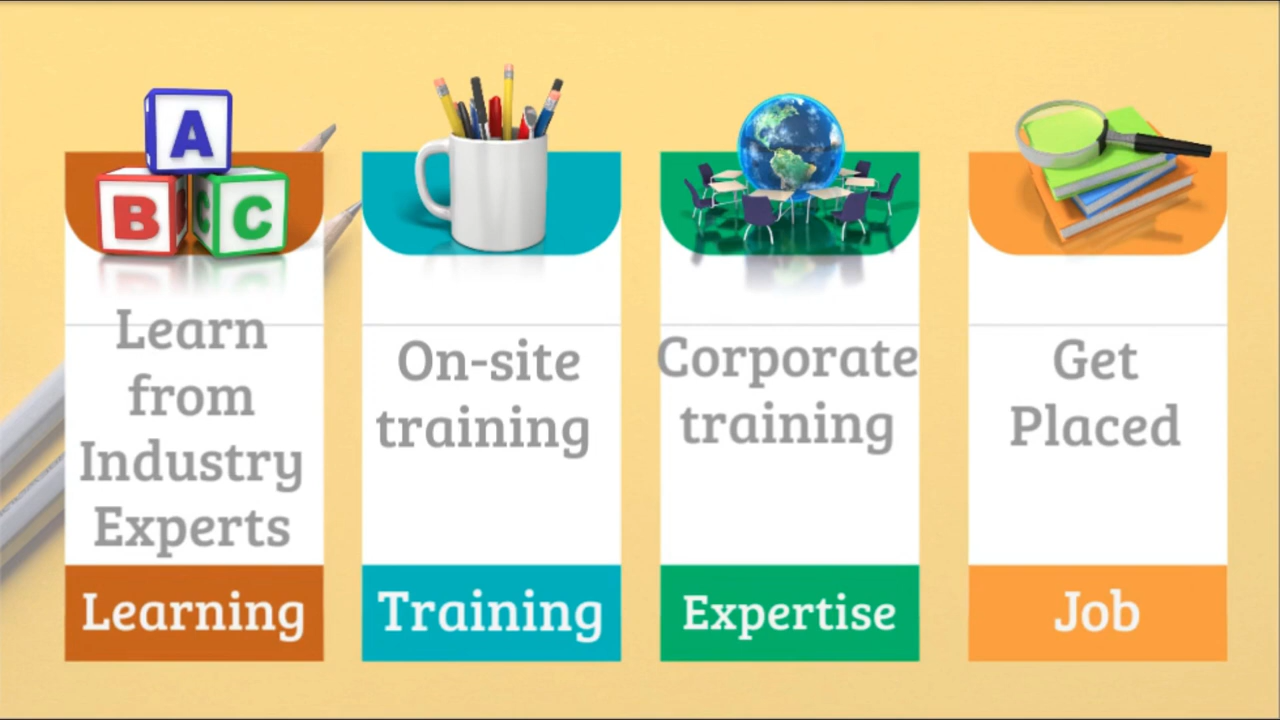 A
B C
Learn
from
Industry
Experts
Learning
On-site
training
Training
Corporate
training
Expertise
Get
Placed
Job